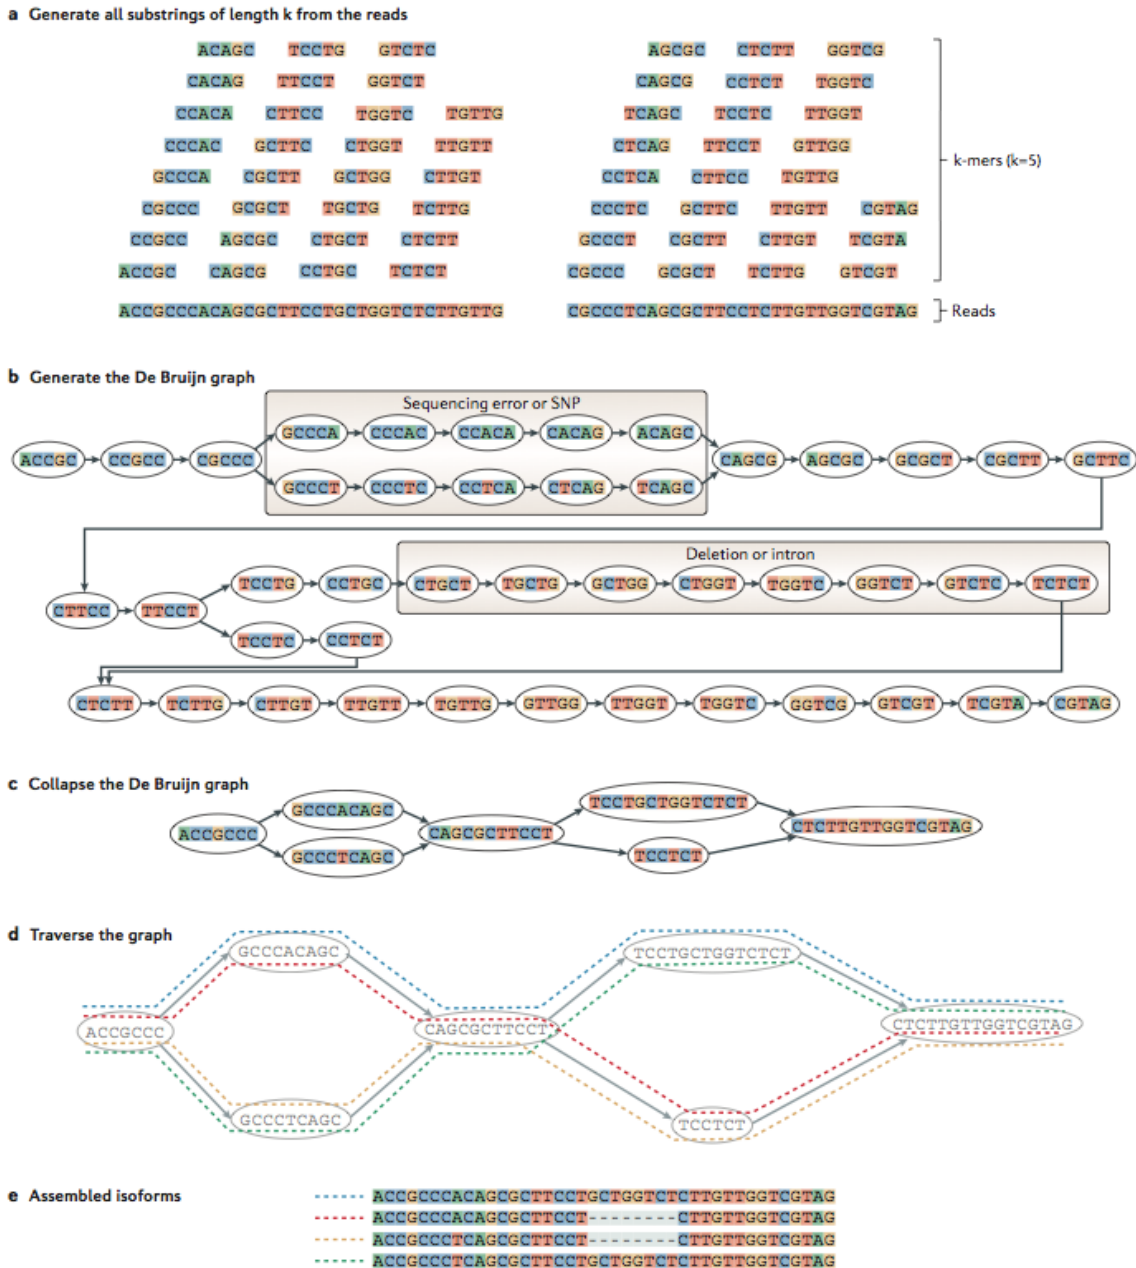 a Generate all substrings of length k from the reads
ACAGC TCCTG GTCTC AGCGC CTCTT GGTCG
CACAG TTCCT GGTCT CAGCG CCTCT TGGTC
CCACA CTTCC TGGTC TGTTG TCAGC TCCTC TTGGT
CCCAC GCTTC CTGGT TTGTT CTCAG TTCCT GTTGG
k-mers (k=5)
GCCCA CGCTT GCTGG CTTGT CCTCA CTTCC TGTTG
CGCCC GCGCT TGCTG TCTTG CCCTC GCTTC TTGTT CGTAG
CCGCC AGCGC CTGCT CTCTT GCCCT CGCTT CTTGT TCGTA
ACCGC CAGCG CCTGC TCTCT CGCCC GCGCT TCTTG GTCGT
ACCGCCCACAGCGCTTCCTGCTGGTCTCTTGTTG CGCCCTCAGCGCTTCCTCTTGTTGGTCGTAG Reads
b Generate the De Bruijn graph
Sequencing error or SNP
GCCCA CCCAC CCACA CACAG ACAGC
ACCGC CCGCC CGCCC CAGCG AGCGC GCGCT CGCTT GCTTC
GCCCT CCCTC CCTCA CTCAG TCAGC
Deletion or intron
TCCTG CCTGC CTGCT TGCTG GCTGG CTGGT TGGTC GGTCT GTCTC TCTCT
CTTCC TTCCT
TCCTC CCTCT
CTCTT TCTTG CTTGT TTGTT TGTTG GTTGG TTGGT TGGTC GGTCG GTCGT TCGTA CGTAG
c Collapse the De Bruijn graph
TCCTGCTGGTCTCT
GCCCACAGC
ACCGCCC CAGCGCTTCCT CTCTTGTTGGTCGTAG
GCCCTCAGC TCCTCT
d Traverse the graph
GCCCACAGC TCCTGCTGGTCTCT
ACCGCCC CAGCGCTTCCT CTCTTGTTGGTCGTAG
GCCCTCAGC TCCTCT
e Assembled isoforms
ACCGCCCACAGCGCTTCCTGCTGGTCTCTTGTTGGTCGTAG
ACCGCCCACAGCGCTTCCT--------CTTGTTGGTCGTAG
ACCGCCCTCAGCGCTTCCT--------CTTGTTGGTCGTAG
ACCGCCCTCAGCGCTTCCTGCTGGTCTCTTGTTGGTCGTAG